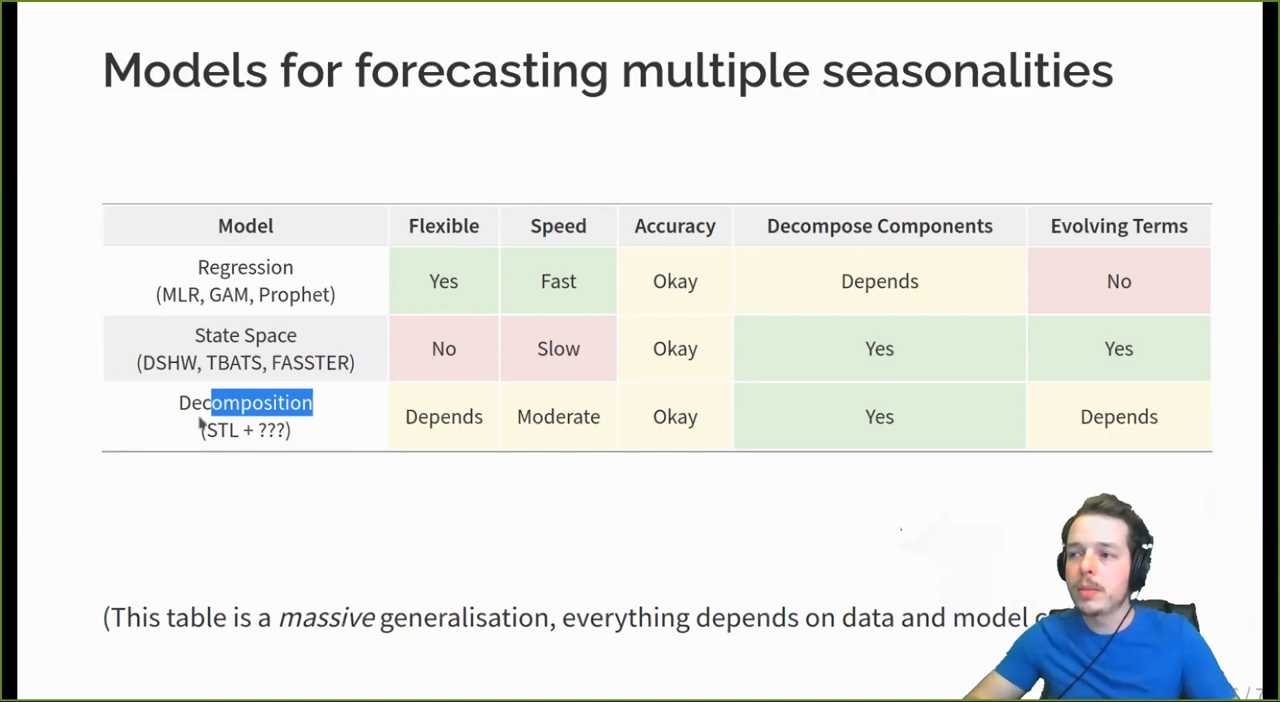 Models for forecasting multiple seasonalities
Model Flexible Speed Accuracy Decompose Components Evolving Terms
Regression
(MLR, GAM, Prophet) Yes Fast Okay Depends No
State Space
(DSHW, TBATS, FASSTER) No Slow Okay Yes Yes
Decomposition
(STL + ???) Depends Moderate Okay Yes Depends
(This table is a massive generalisation, everything depends on data and model